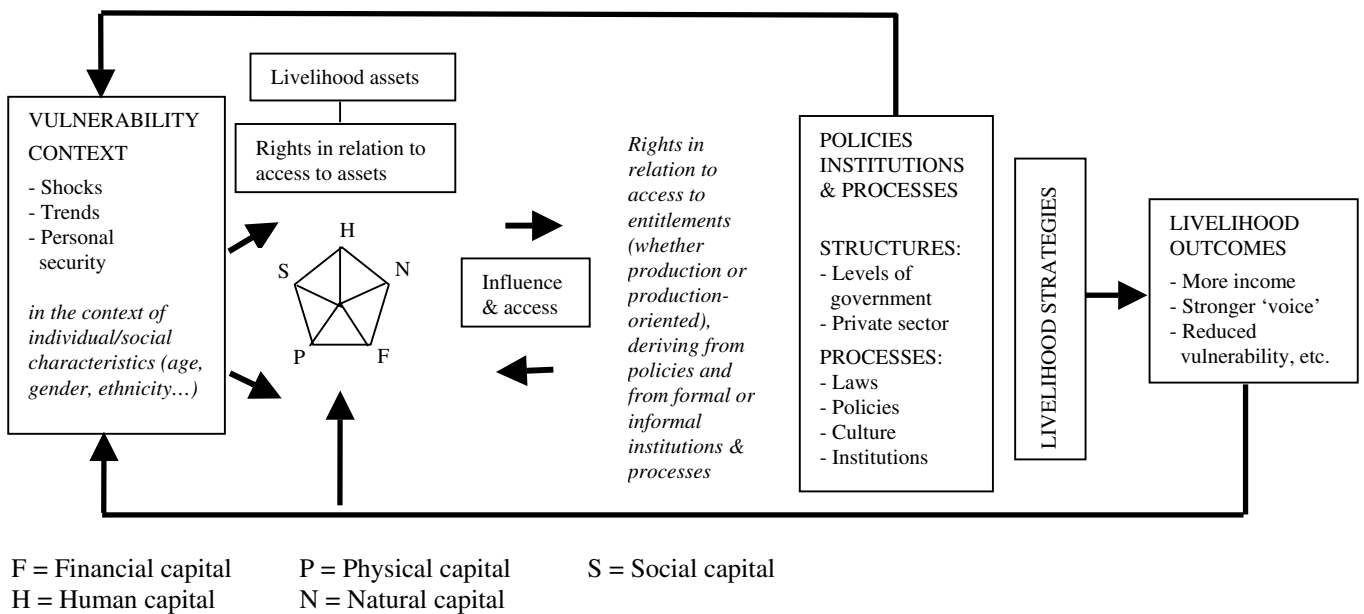 Livelihood assets
VULNERABILITY
CONTEXT
- Shocks
- Trends
- Personal
security
in the context of
individual/social
characteristics (age,
gender, ethnicity…)
Rights in relation to
access to assets
H
S
N
P
F
Influence
& access
Rights in
relation to
access to
entitlements
(whether
production or
production-
oriented),
deriving from
policies and
from formal or
informal
institutions &
processes
POLICIES
INSTITUTIONS
& PROCESSES
STRUCTURES:
- Levels of
government
- Private sector
PROCESSES:
- Laws
- Policies
- Culture
- Institutions
LIVELIHOOD STRATEGIES
LIVELIHOOD
OUTCOMES
- More income
- Stronger ‘voice’
- Reduced
vulnerability, etc.
F = Financial capital P = Physical capital S = Social capital
H = Human capital N = Natural capital